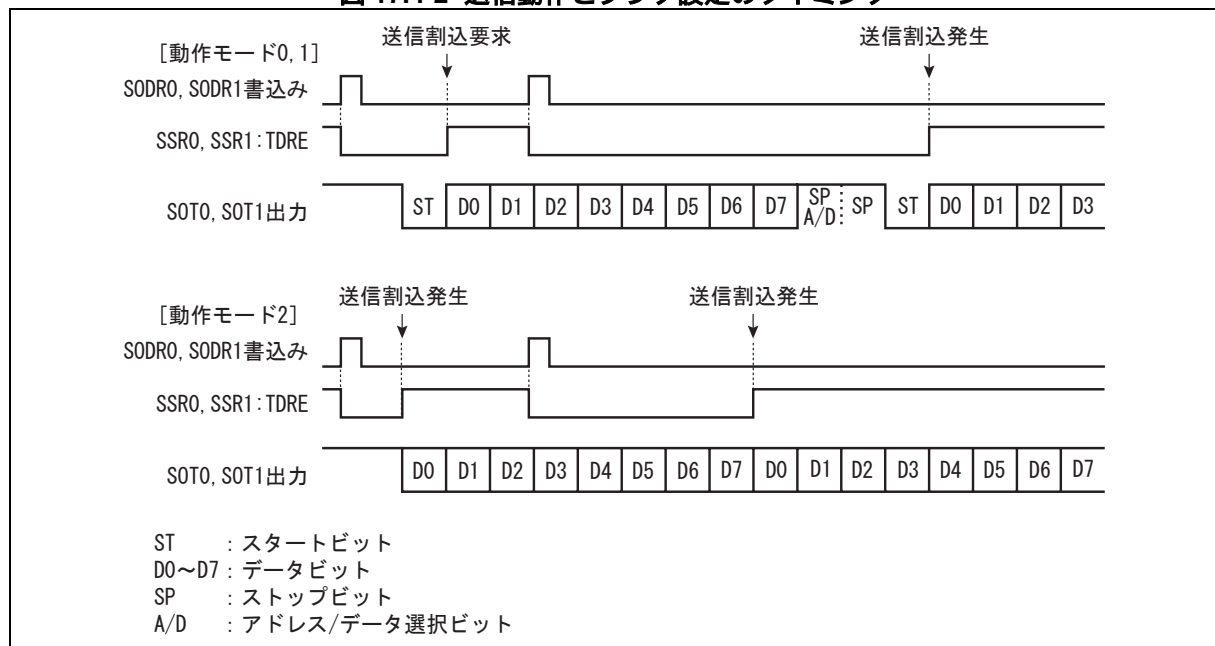 [動作モード0,1]
送信割込要求
送信割込発生
SODR0, SODR1書込み
SSR0, SSR1:TDRE
SOT0, SOT1出力
ST D0 D1 D2 D3 D4 D5 D6 D7 SP A/D SP ST D0 D1 D2 D3
[動作モード2]
送信割込発生
送信割込発生
SODR0, SODR1書込み
SSR0, SSR1:TDRE
SOT0, SOT1出力
D0 D1 D2 D3 D4 D5 D6 D7 D0 D1 D2 D3 D4 D5 D6 D7
ST :スタートビット
D0~D7:データビット
SP :ストップビット
A/D :アドレス/データ選択ビット